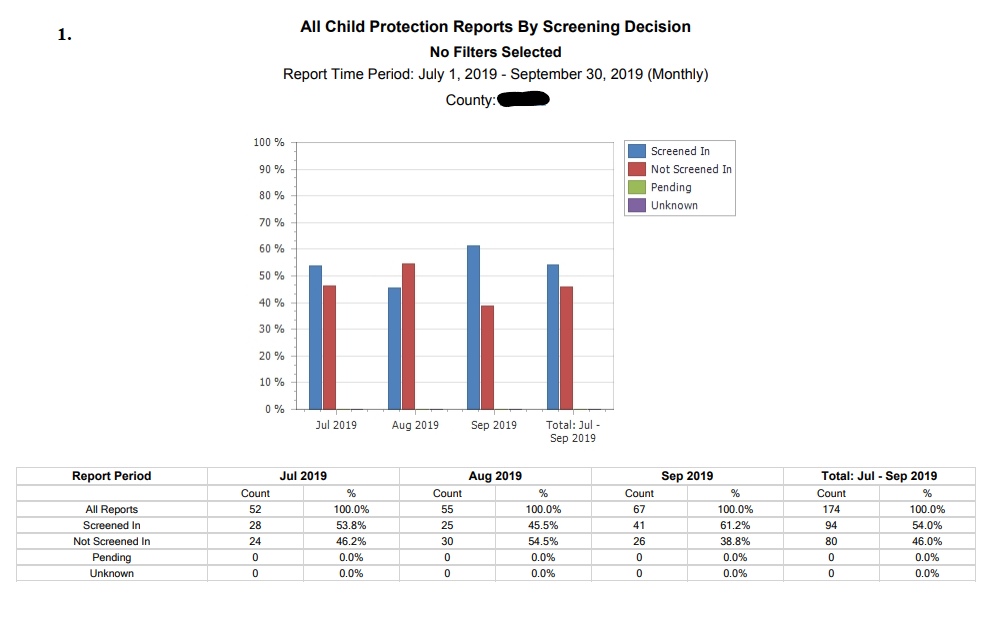 1.
All Child Protection Reports By Screening Decision
No Filters Selected
Report Time Period: July 1, 2019 - September 30, 2019 (Monthly)
County:
100 %
90 %
80 %
70 %
60 %
50 %
40 %
30 %
20 %
10 %
0 %
Screened In
Not Screened In
Pending
Unknown
Jul 2019 Aug 2019 Sep 2019 Total: Jul -
Sep 2019
Report Period Jul 2019 Aug 2019 Sep 2019 Total: Jul - Sep 2019
Count % Count % Count % Count %
All Reports 52 100.0% 55 100.0% 67 100.0% 174 100.0%
Screened In 28 53.8% 25 45.5% 41 61.2% 94 54.0%
Not Screened In 24 46.2% 30 54.5% 26 38.8% 80 46.0%
Pending 0 0.0% 0 0.0% 0 0.0% 0 0.0%
Unknown 0 0.0% 0 0.0% 0 0.0% 0 0.0%